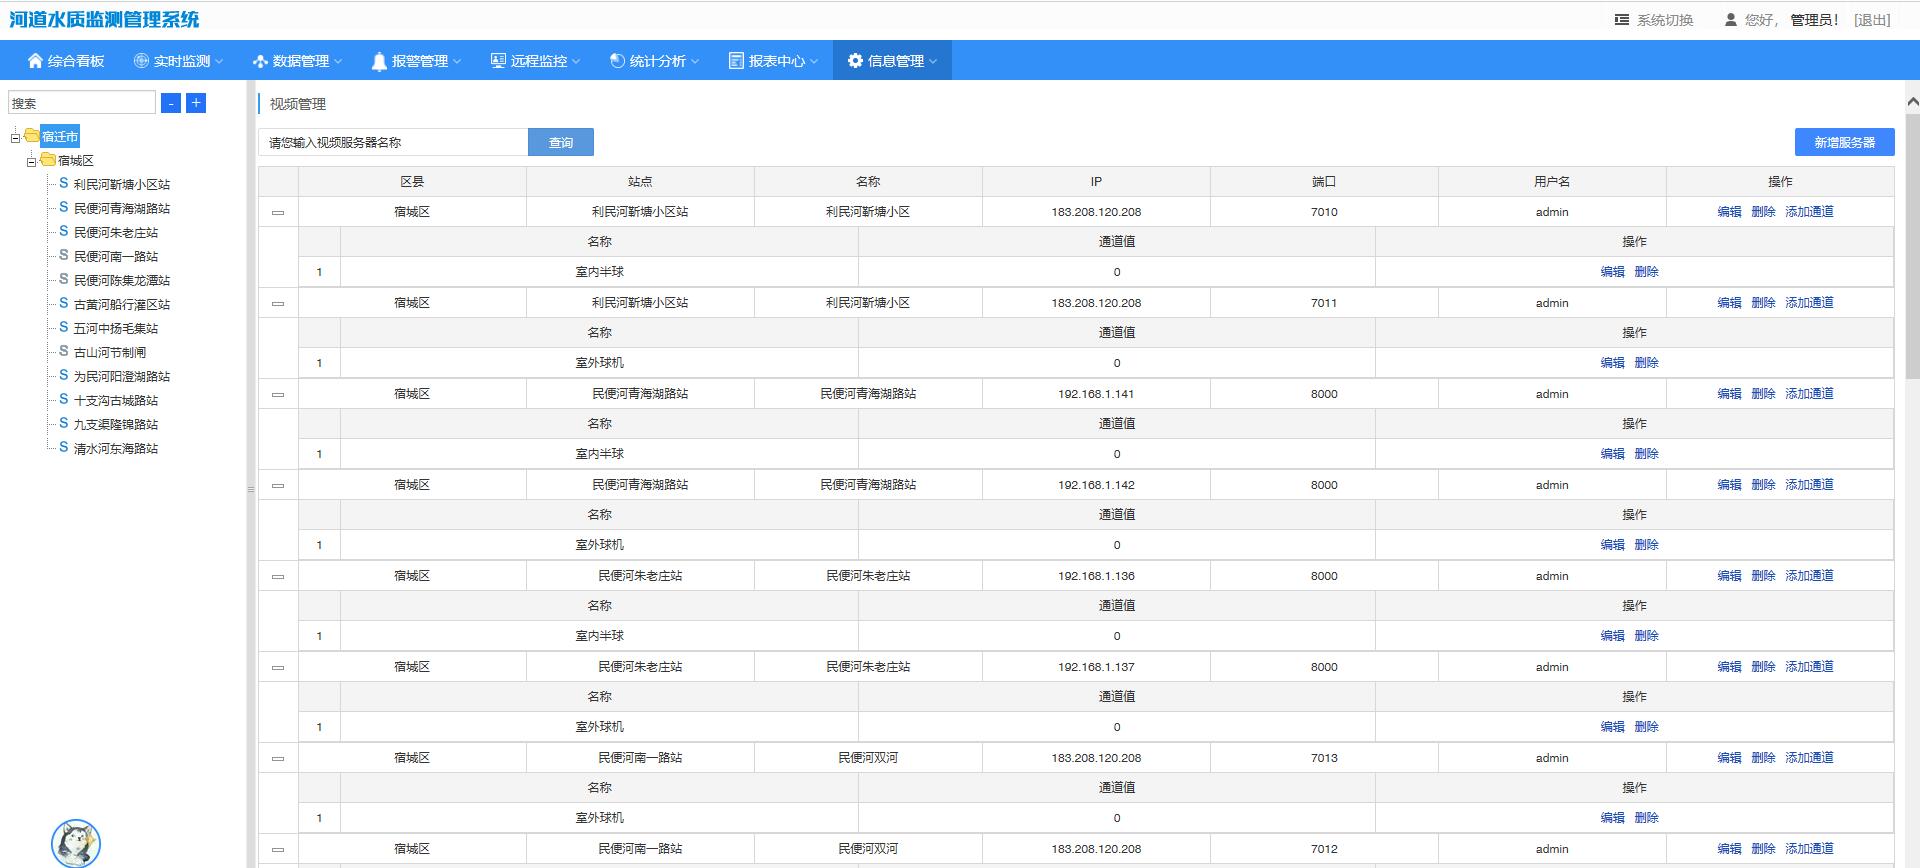 河道水质监测管理系统
系统切换 您好， 管理员！ [退出]
综合看板 实时监测 数据管理 报警管理 远程监控 统计分析 报表中心 信息管理
搜索 - +
宿迁市
宿城区
S 利民河靳塘小区站
S 民便河青海湖路站
S 民便河朱老庄站
S 民便河南一路站
S 民便河陈集龙潭站
S 古黄河船行灌区站
S 五河中扬毛集站
S 古山河节制闸
S 为民河阳澄湖路站
S 十支沟古城路站
S 九支渠隆锦路站
S 清水河东海路站
视频管理
请您输入视频服务器名称 查询 新增服务器
区县 站点 名称 IP 端口 用户名 操作
宿城区 利民河靳塘小区站 利民河靳塘小区 183.208.120.208 7010 admin 编辑 删除 添加通道
名称 通道值 操作
1 室内半球 0 编辑 删除
宿城区 利民河靳塘小区站 利民河靳塘小区 183.208.120.208 7011 admin 编辑 删除 添加通道
名称 通道值 操作
1 室外球机 0 编辑 删除
宿城区 民便河青海湖路站 民便河青海湖路站 192.168.1.141 8000 admin 编辑 删除 添加通道
名称 通道值 操作
1 室内半球 0 编辑 删除
宿城区 民便河青海湖路站 民便河青海湖路站 192.168.1.142 8000 admin 编辑 删除 添加通道
名称 通道值 操作
1 室外球机 0 编辑 删除
宿城区 民便河朱老庄站 民便河朱老庄站 192.168.1.136 8000 admin 编辑 删除 添加通道
名称 通道值 操作
1 室内半球 0 编辑 删除
宿城区 民便河朱老庄站 民便河朱老庄站 192.168.1.137 8000 admin 编辑 删除 添加通道
名称 通道值 操作
1 室外球机 0 编辑 删除
宿城区 民便河南一路站 民便河双河 183.208.120.208 7013 admin 编辑 删除 添加通道
名称 通道值 操作
1 室外球机 0 编辑 删除
宿城区 民便河南一路站 民便河双河 183.208.120.208 7012 admin 编辑 删除 添加通道